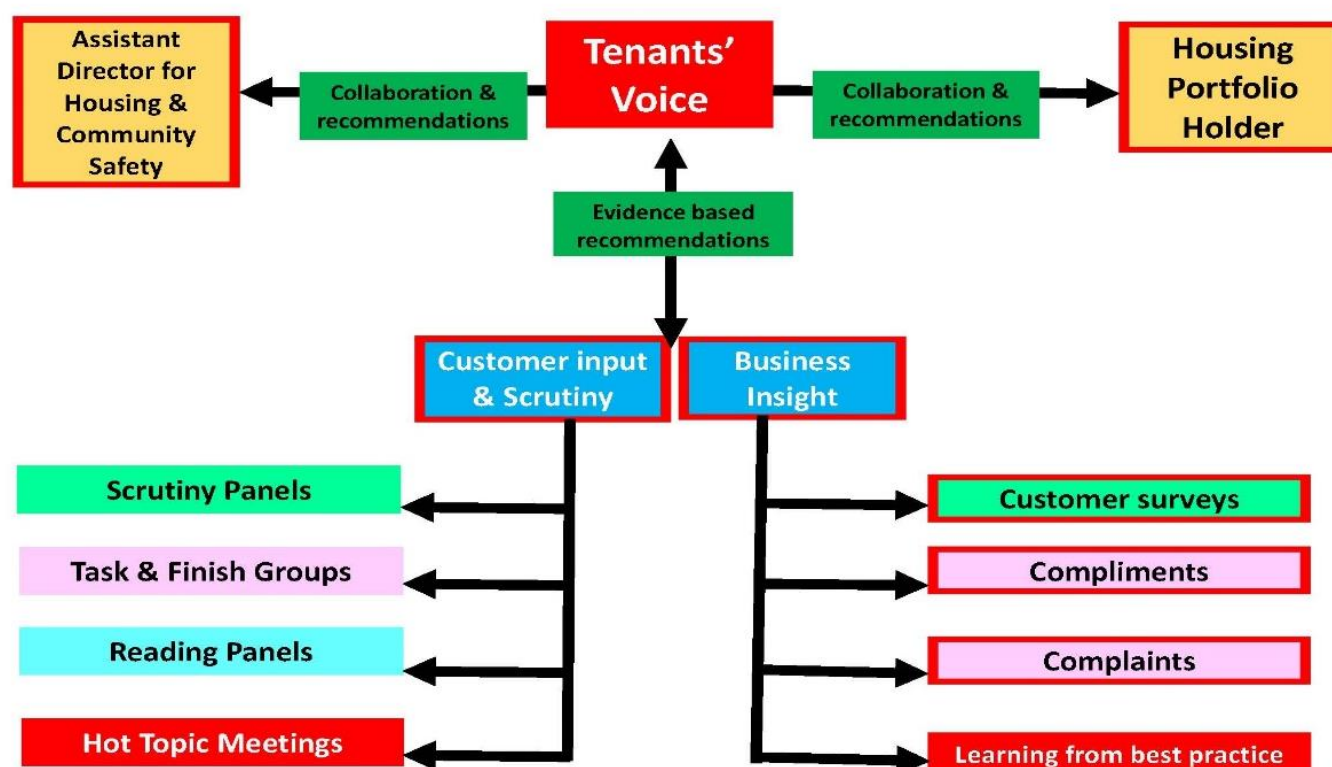 Assistant
Director for
Housing &
Community
Safety
Collaboration &
recommendations
Tenants’
Voice
Collaboration &
recommendations
Housing
Portfolio
Holder
Evidence based
recommendations
Customer input
& Scrutiny
Business
Insight
Scrutiny Panels
Task & Finish Groups
Reading Panels
Hot Topic Meetings
Customer surveys
Compliments
Complaints
Learning from best practice